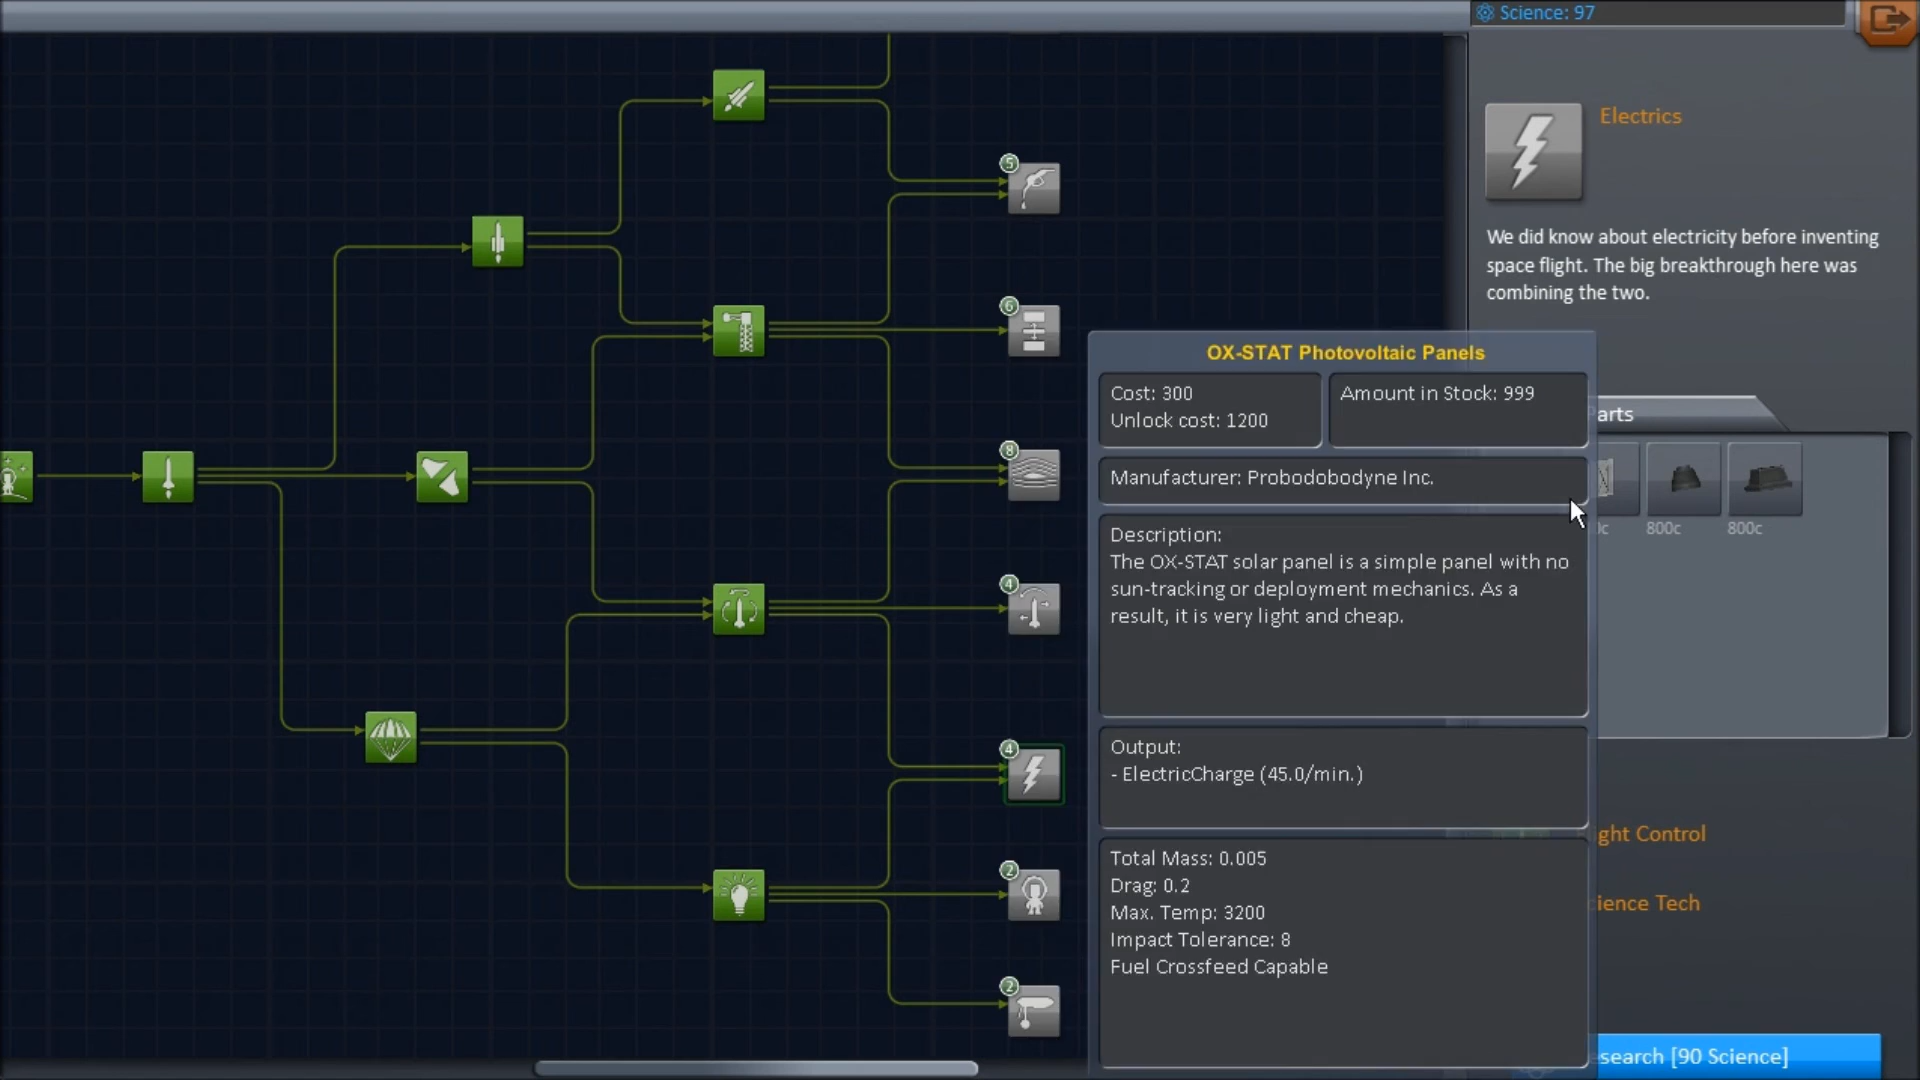 Science: 97
Electrics
We did know about electricity before inventing
space flight. The big breakthrough here was
combining the two.
5
6
8
4
4
2
2
OX-STAT Photovoltaic Panels
Cost: 300
Unlock cost: 1200
Amount in Stock: 999
Manufacturer: Probodobodyne Inc.
Description:
The OX-STAT solar panel is a simple panel with no
sun-tracking or deployment mechanics. As a
result, it is very light and cheap.
Output:
- ElectricCharge (45.0/min.)
Total Mass: 0.005
Drag: 0.2
Max. Temp: 3200
Impact Tolerance: 8
Fuel Crossfeed Capable
arts
c
800c
800c
ght Control
ience Tech
search [90 Science]